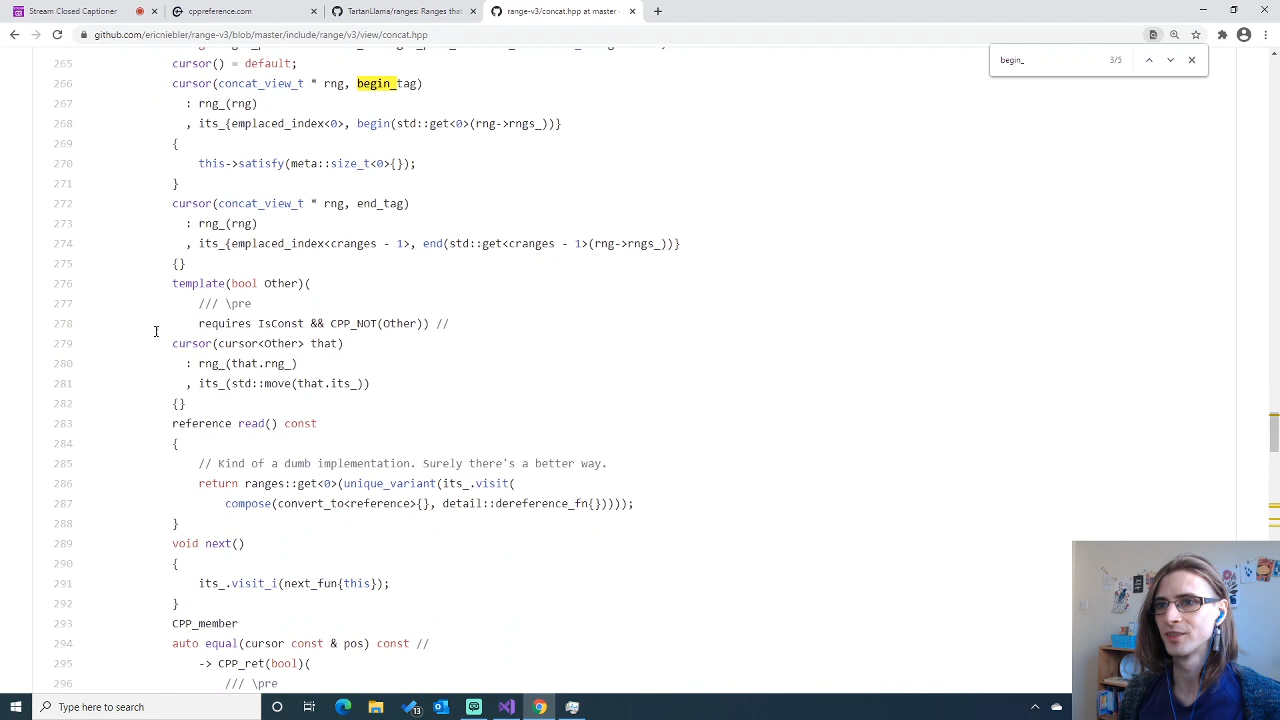 Stream Closed Captioner
cppreference.com
TartanLlama/ranges: Ranges that
range-v3/concat.hpp at master ·
github.com/ericniebler/range-v3/blob/master/include/range/v3/view/concat.hpp
begin_ 3/5
265 cursor() = default;
266 cursor(concat_view_t * rng, begin_tag)
267 : rng_(rng)
268 , its_{emplaced_index<0>, begin(std::get<0>(rng->rngs_))}
269 {
270 this->satisfy(meta::size_t<0>{});
271 }
272 cursor(concat_view_t * rng, end_tag)
273 : rng_(rng)
274 , its_{emplaced_index<cranges - 1>, end(std::get<cranges - 1>(rng->rngs_))}
275 {}
276 template(bool Other)(
277 /// \pre
278 requires IsConst && CPP_NOT(Other)) //
279 cursor(cursor<Other> that)
280 : rng_(that.rng_)
281 , its_(std::move(that.its_))
282 {}
283 reference read() const
284 {
285 // Kind of a dumb implementation. Surely there's a better way.
286 return ranges::get<0>(unique_variant(its_.visit(
287 compose(convert_to<reference>{}, detail::dereference_fn{}))));
288 }
289 void next()
290 {
291 its_.visit_i(next_fun{this});
292 }
293 CPP_member
294 auto equal(cursor const & pos) const //
295 -> CPP_ret(bool)(
296 /// \pre
Type here to search
13